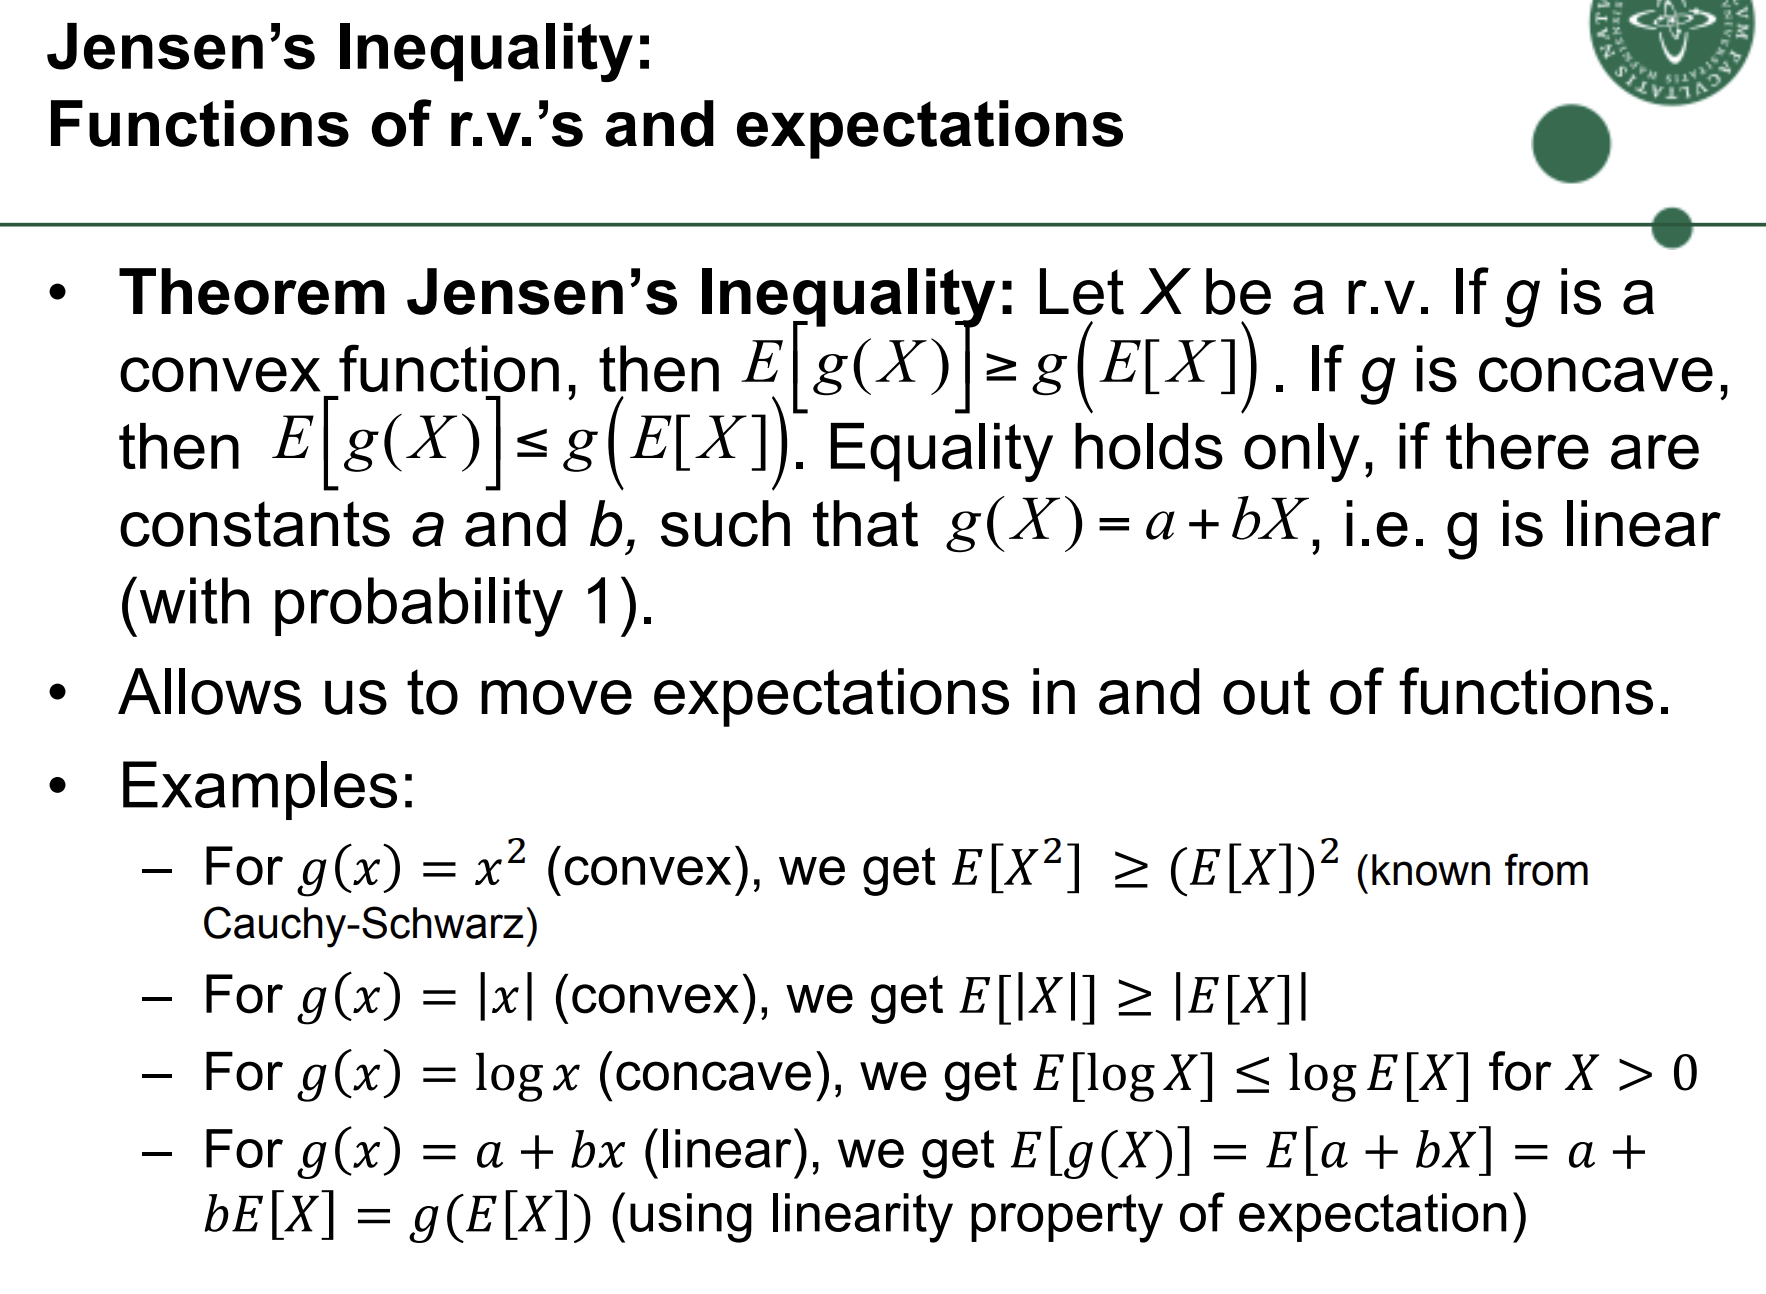 Jensen's Inequality:
Functions of r.v.'s and expectations
• Theorem Jensen's Inequality: Let X be a r.v. If g is a
convex function, then E[g(X)] ≥ g(E[X]). If g is concave,
then E[g(X)] ≤ g(E[X]). Equality holds only, if there are
constants a and b, such that g(X) = a + bX, i.e. g is linear
(with probability 1).
• Allows us to move expectations in and out of functions.
• Examples:
– For g(x) = x² (convex), we get E[X²] ≥ (E[X])² (known from
Cauchy-Schwarz)
– For g(x) = |x| (convex), we get E[|X|] ≥ |E[X]|
– For g(x) = log x (concave), we get E[log X] ≤ log E[X] for X > 0
– For g(x) = a + bx (linear), we get E[g(X)] = E[a + bX] = a +
bE[X] = g(E[X]) (using linearity property of expectation)